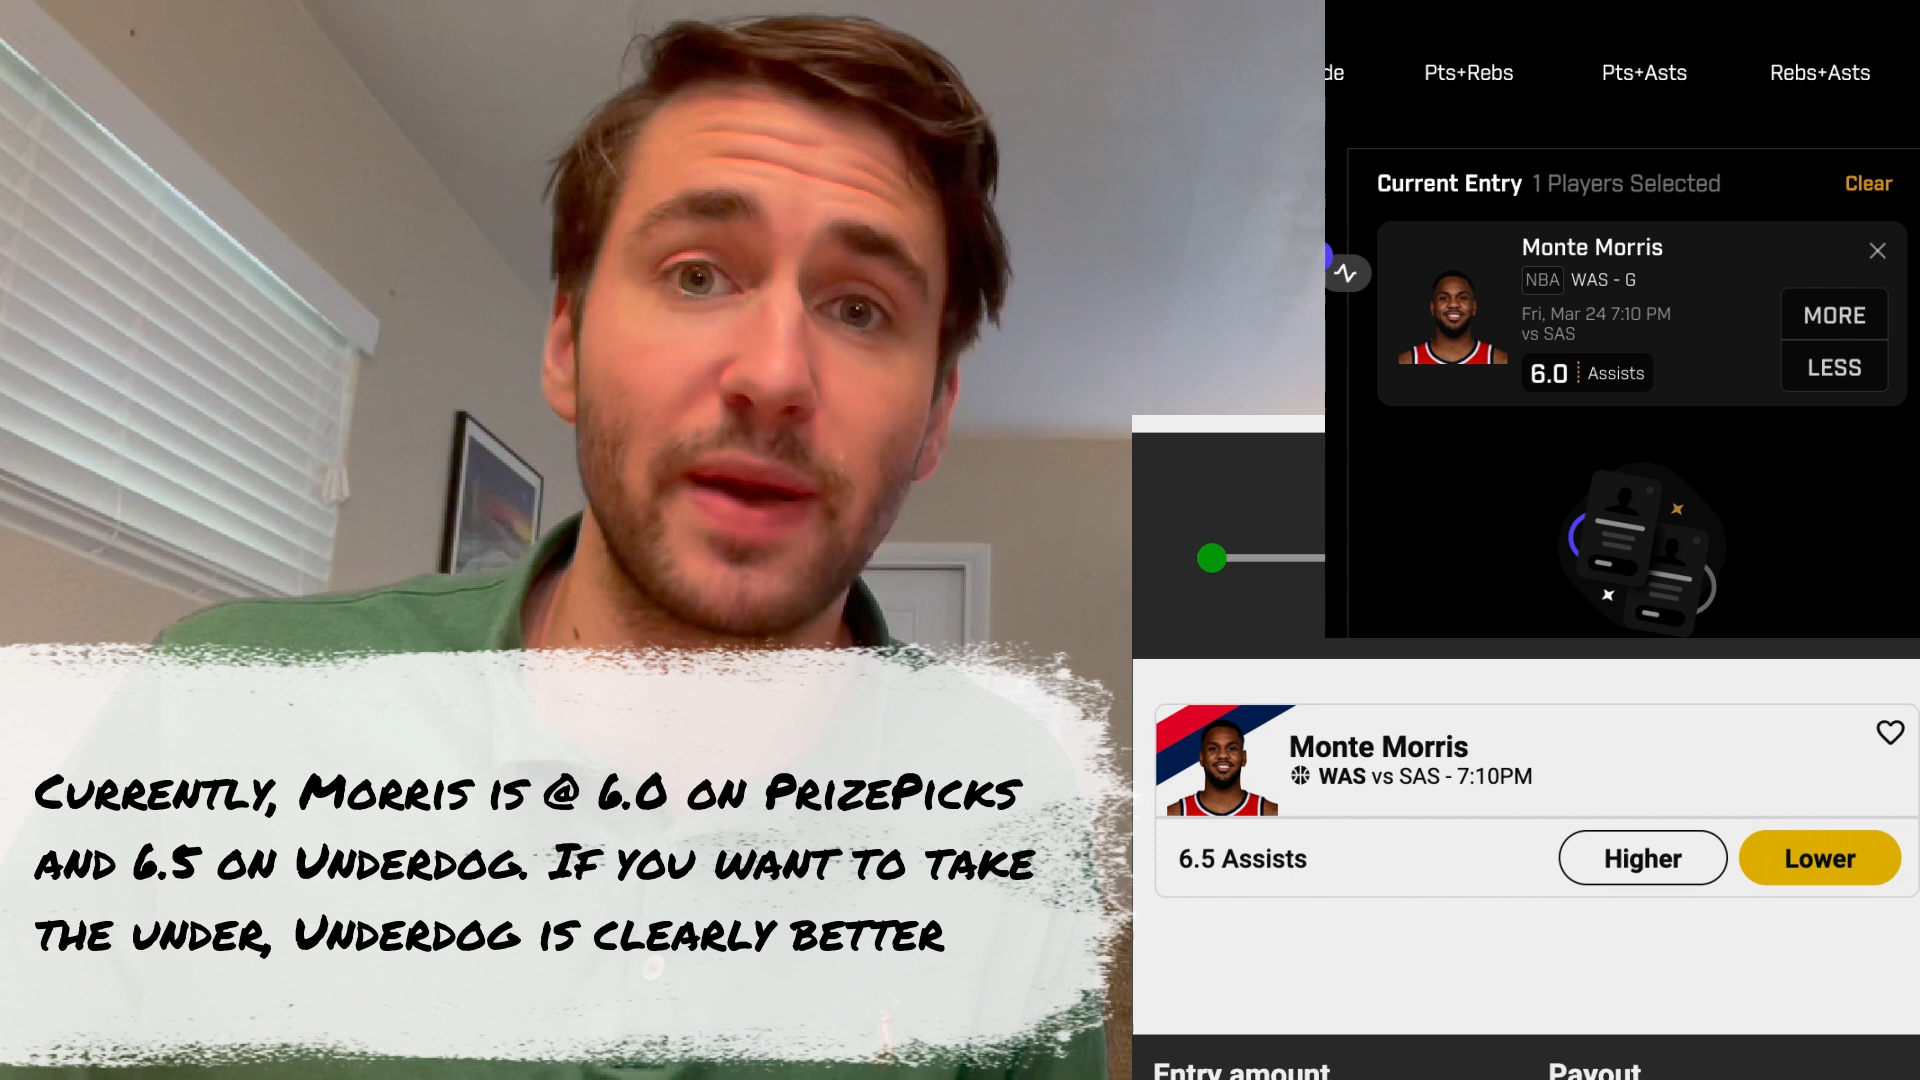 de Pts+Rebs Pts+Asts Rebs+Asts
Current Entry 1 Players Selected Clear
Monte Morris
NBA WAS - G
Fri, Mar 24 7:10 PM
vs SAS
6.0 Assists
MORE
LESS
Monte Morris
WAS vs SAS - 7:10PM
6.5 Assists Higher Lower
Entry amount Payout
Currently, Morris is @ 6.0 on PrizePicks
and 6.5 on Underdog. If you want to take
the under, Underdog is clearly better